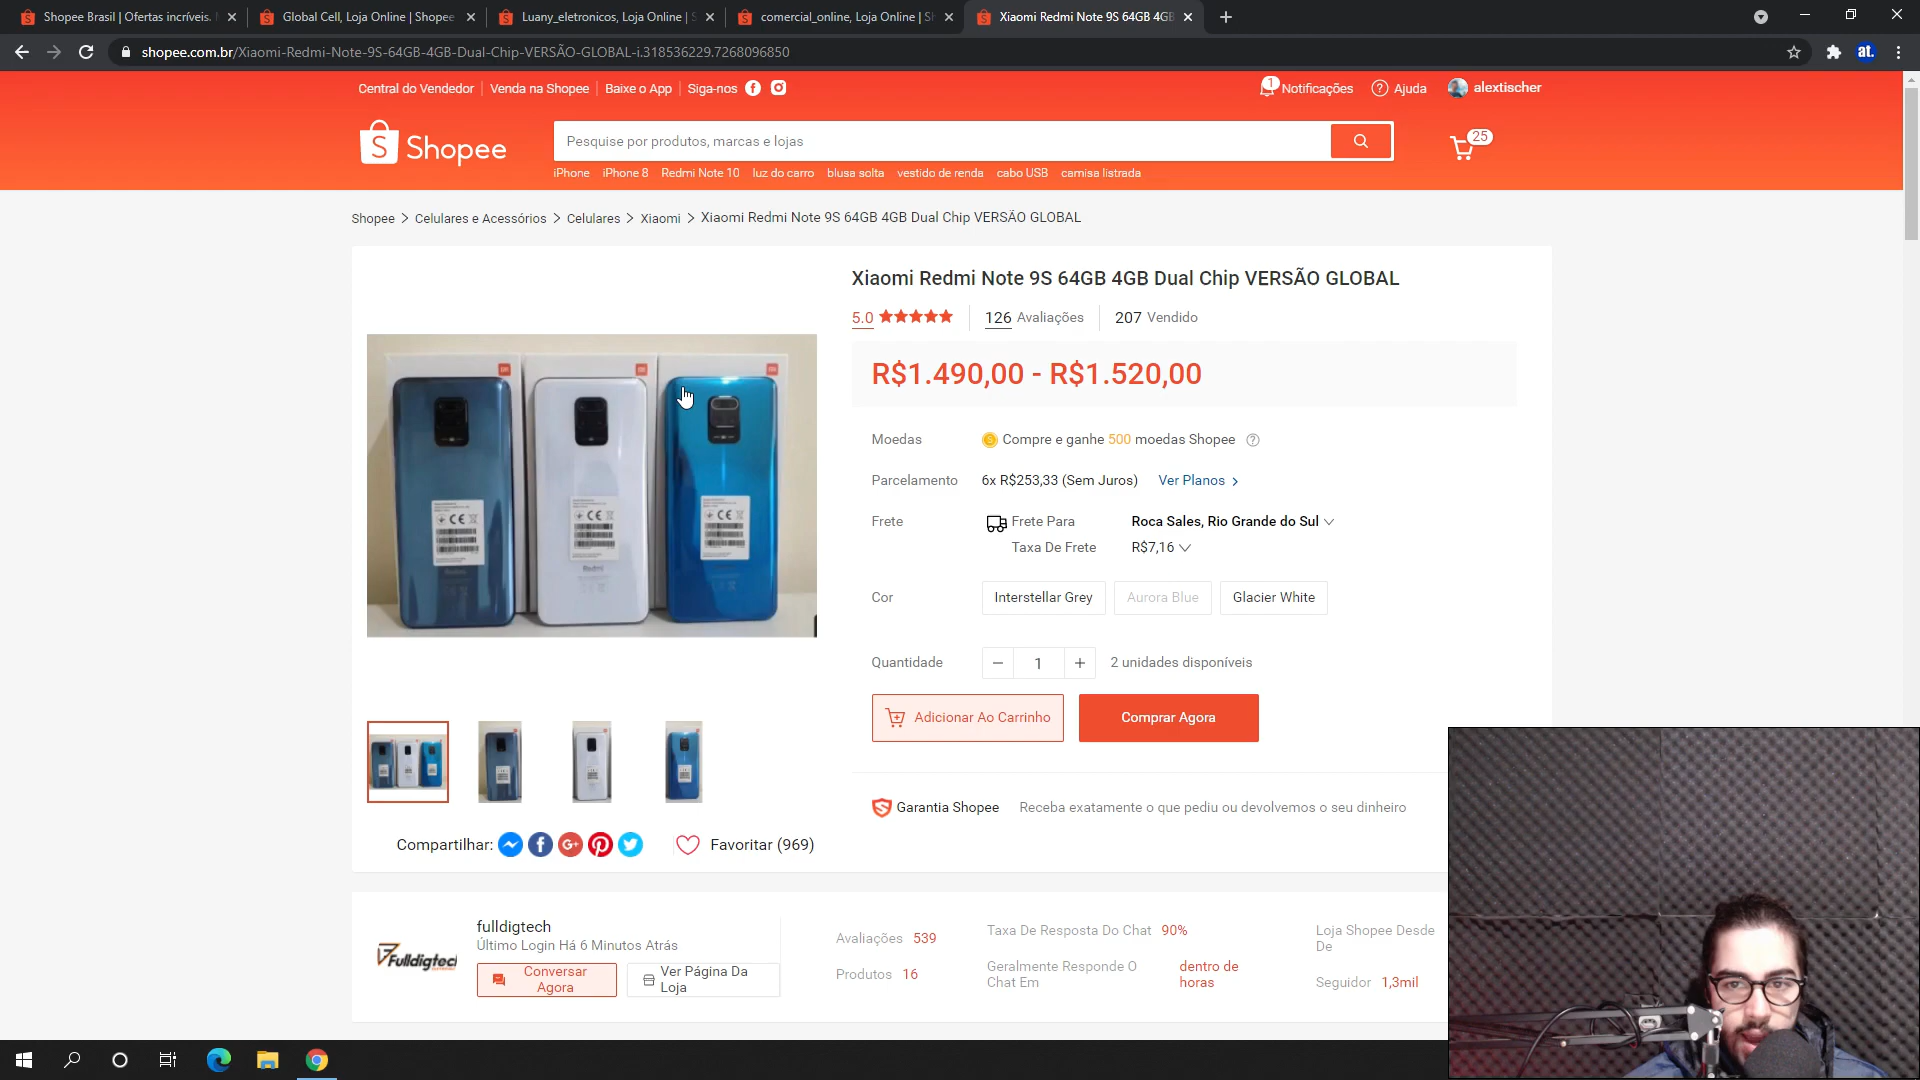 Shopee Brasil | Ofertas incríveis.
Global Cell, Loja Online | Shopee
Luany_eletronicos, Loja Online |
comercial_online, Loja Online |
Xiaomi Redmi Note 9S 64GB 4GB
shopee.com.br/Xiaomi-Redmi-Note-9S-64GB-4GB-Dual-Chip-VERSÃO-GLOBAL-i.318536229.7268096850
at.
Central do Vendedor
Venda na Shopee
Baixe o App
Siga-nos
1
Notificações
Ajuda
alextischer
Shopee
Pesquise por produtos, marcas e lojas
25
iPhone iPhone 8 Redmi Note 10 luz do carro blusa solta vestido de renda cabo USB camisa listrada
Shopee > Celulares e Acessórios > Celulares > Xiaomi > Xiaomi Redmi Note 9S 64GB 4GB Dual Chip VERSÃO GLOBAL
Xiaomi Redmi Note 9S 64GB 4GB Dual Chip VERSÃO GLOBAL
5.0
126 Avaliações
207 Vendido
R$1.490,00 - R$1.520,00
Moedas
Compre e ganhe 500 moedas Shopee
Parcelamento
6x R$253,33 (Sem Juros)
Ver Planos
Frete
Frete Para
Roca Sales, Rio Grande do Sul
Taxa De Frete
R$7,16
Cor
Interstellar Grey
Aurora Blue
Glacier White
Quantidade
1
2 unidades disponíveis
Adicionar Ao Carrinho
Comprar Agora
Garantia Shopee
Receba exatamente o que pediu ou devolvemos o seu dinheiro
Compartilhar:
Favoritar (969)
Fulldigtech
fulldigtech
Último Login Há 6 Minutos Atrás
Conversar Agora
Ver Página Da Loja
Avaliações 539
Produtos 16
Taxa De Resposta Do Chat 90%
Geralmente Responde O Chat Em
dentro de horas
Loja Shopee Desde De
Seguidor 1,3mil